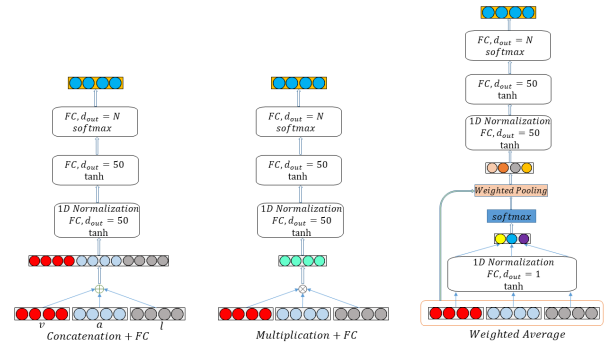 FC, d_out = N
softmax
FC, d_out = 50
tanh
1D Normalization
FC, d_out = 50
tanh
v a l
Concatenation + FC
FC, d_out = N
softmax
FC, d_out = 50
tanh
1D Normalization
FC, d_out = 50
tanh
Multiplication + FC
FC, d_out = N
softmax
FC, d_out = 50
tanh
1D Normalization
FC, d_out = 50
tanh
Weighted Pooling
softmax
1D Normalization
FC, d_out = 1
tanh
Weighted Average